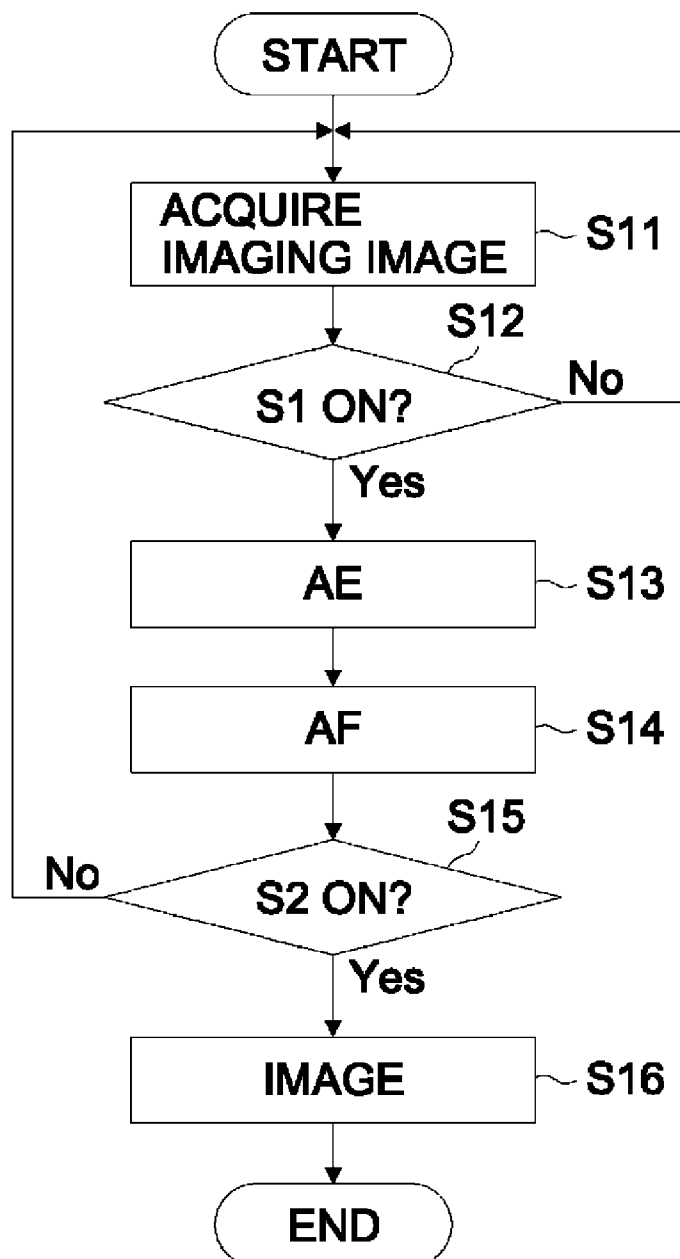 START
ACQUIRE
IMAGING IMAGE
S11
S12
S1 ON?
No
Yes
AE
S13
AF
S14
S15
No
S2 ON?
Yes
IMAGE
S16
END